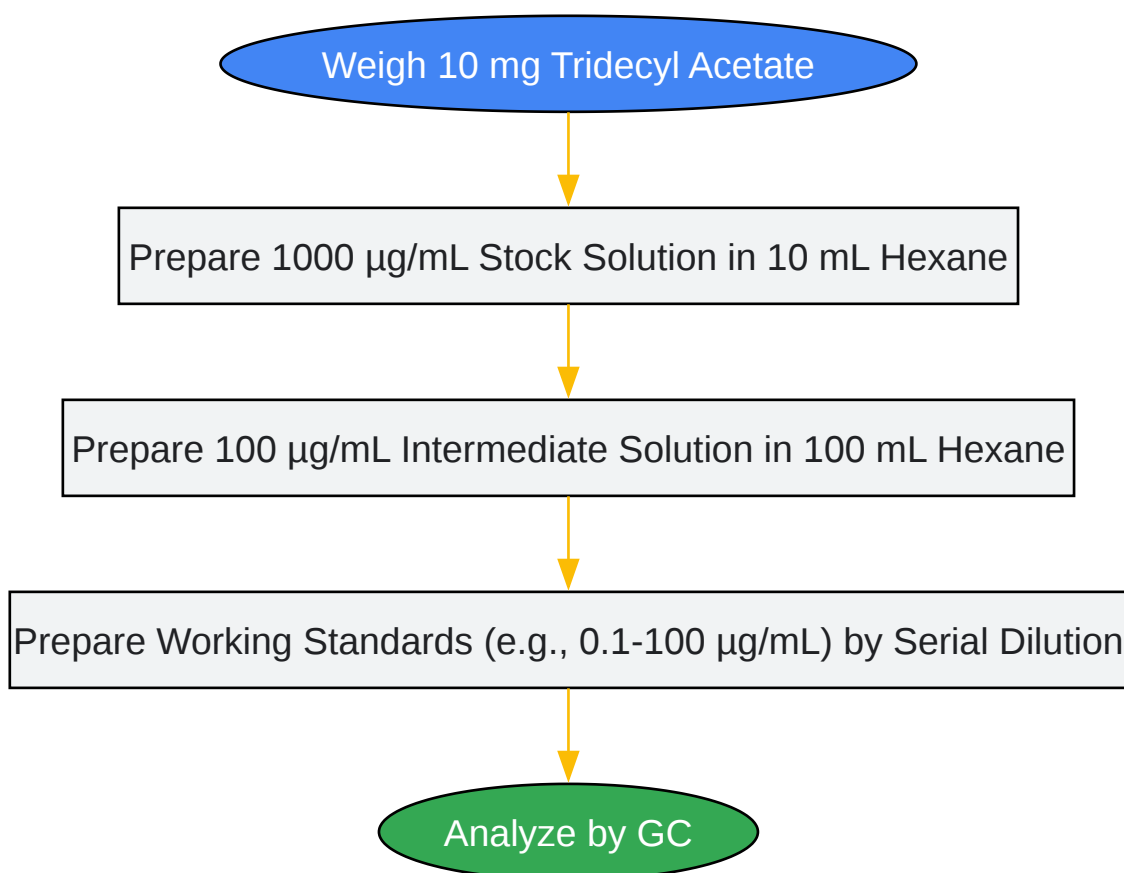 Weigh 10 mg Tridecyl Acetate
Prepare 1000 µg/mL Stock Solution in 10 mL Hexane
Prepare 100 µg/mL Intermediate Solution in 100 mL Hexane
Prepare Working Standards (e.g., 0.1-100 µg/mL) by Serial Dilution
Analyze by GC